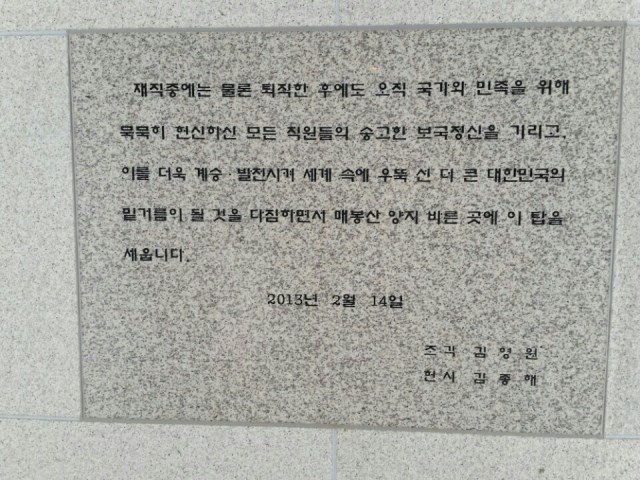 재직중에는 물론 퇴직한 후에도 오직 국가와 민족을 위해
묵묵히 헌신하신 모든 직원들의 숭고한 보국정신을 기리고,
이를 더욱 계승·발전시켜 세계 속에 우뚝 선 더 큰 대한민국의
밑거름이 될 것을 다짐하면서 매봉산 양지 바른 곳에 이 탑을
세웁니다.
2013년 2월 14일
조각 김영원
헌시 김종해